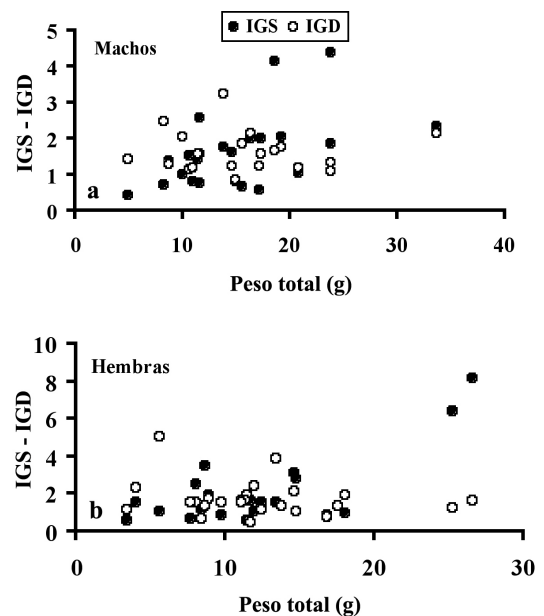 IGS IGD
Machos
5
4
3
2
1
0
IGS - IGD
a
0 10 20 30 40
Peso total (g)
Hembras
10
8
6
4
2
0
IGS - IGD
b
0 10 20 30
Peso total (g)